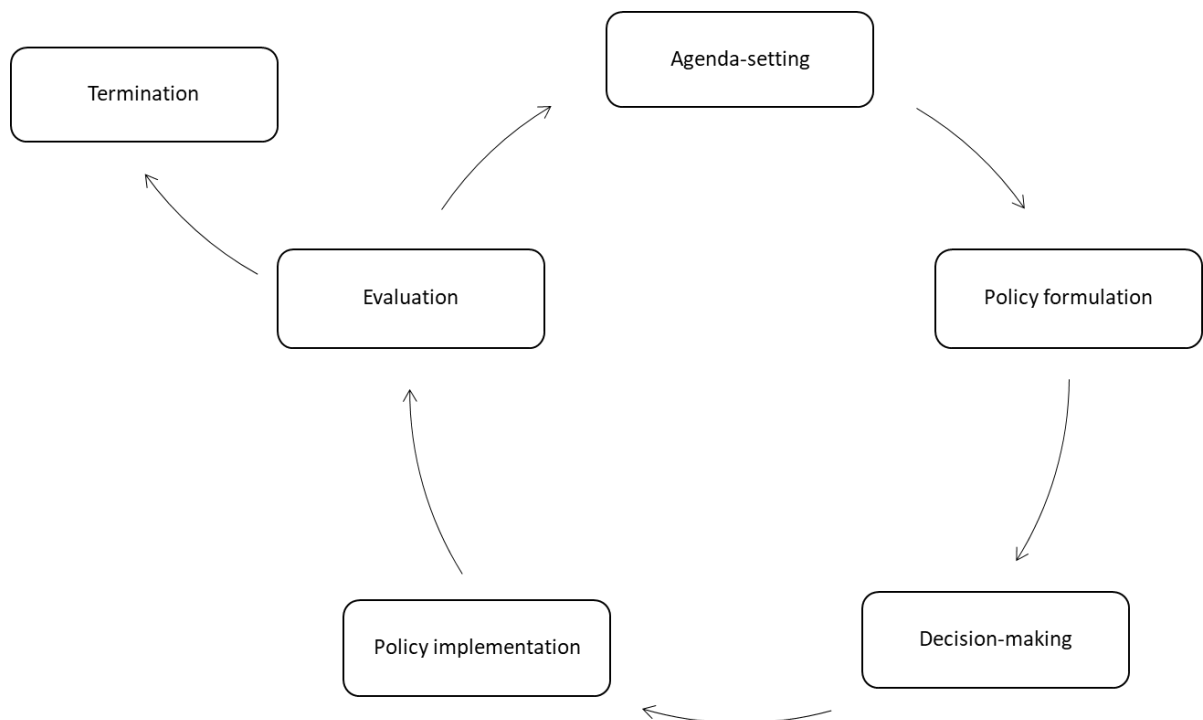 Agenda-setting
Termination
Evaluation
Policy formulation
Decision-making
Policy implementation